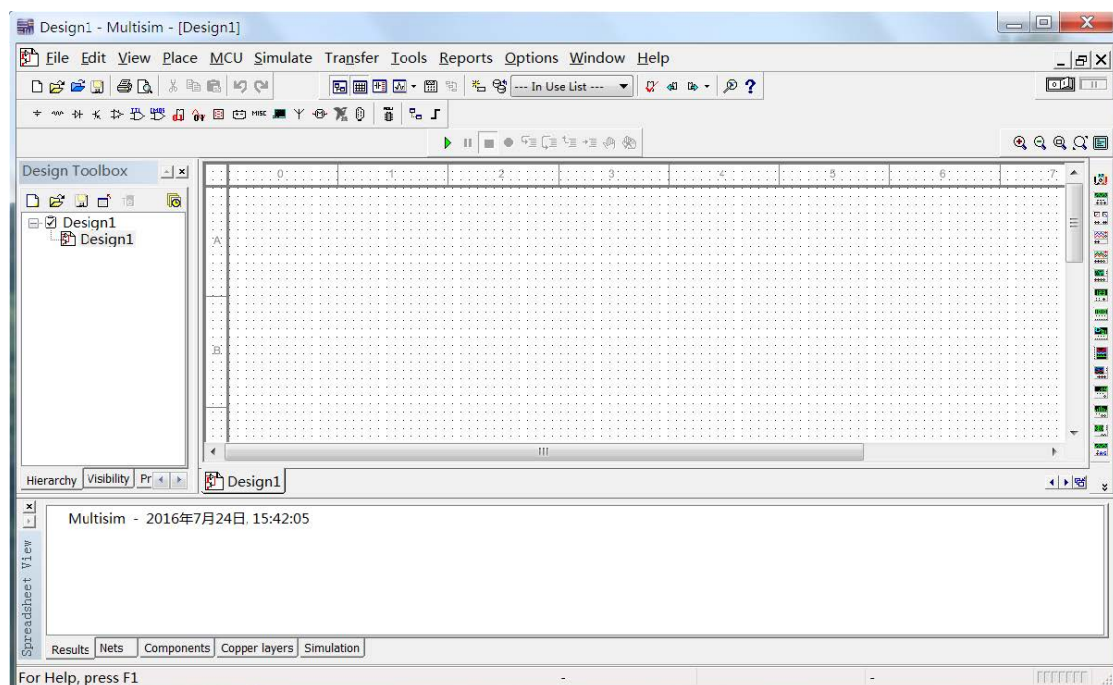 Design1 - Multisim - [Design1]
File Edit View Place MCU Simulate Transfer Tools Reports Options Window Help
--- In Use List ---
MISC
Design Toolbox
0 1 2 3 4 5 6 7
Design1
Design1
A
B
Hierarchy Visibility Pr
Design1
Multisim - 2016年7月24日, 15:42:05
Spreadsheet View
Results Nets Components Copper layers Simulation
For Help, press F1 - -